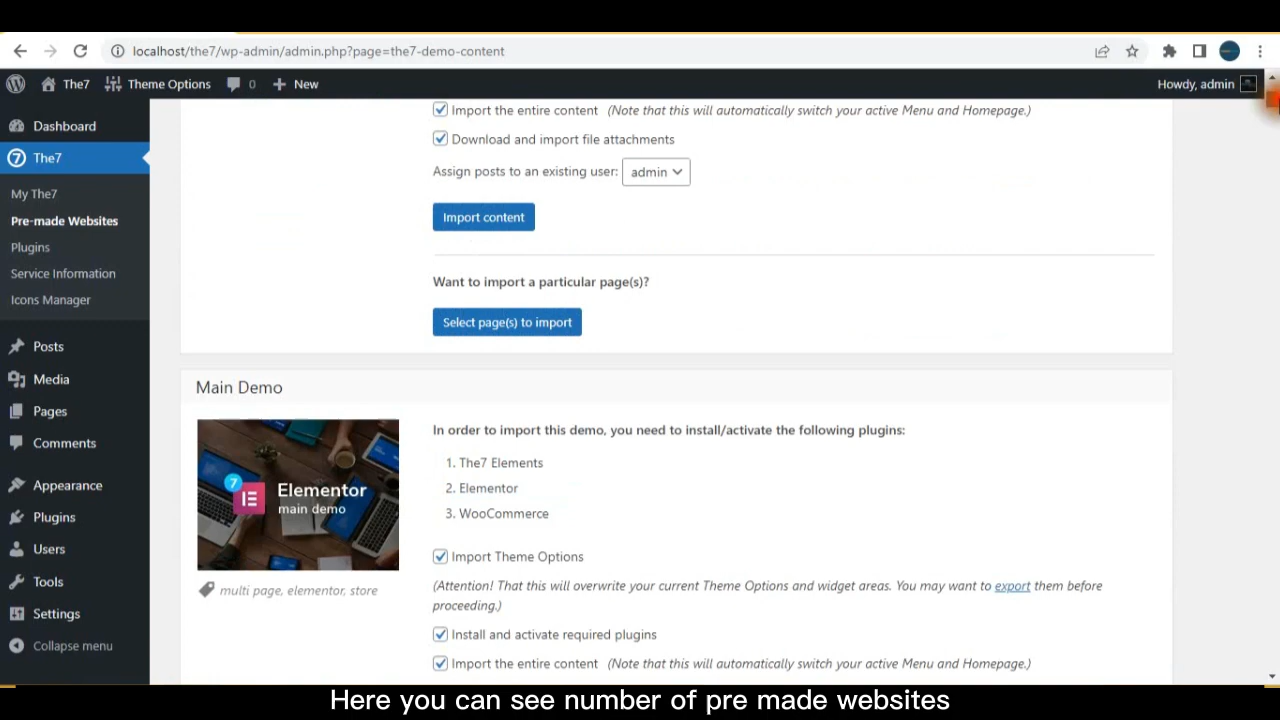 localhost/the7/wp-admin/admin.php?page=the7-demo-content
The7 Theme Options 0 New Howdy, admin
Import the entire content (Note that this will automatically switch your active Menu and Homepage.)
Dashboard
Download and import file attachments
7 The7
Assign posts to an existing user: admin
My The7
Pre-made Websites
Import content
Plugins
Service Information
Want to import a particular page(s)?
Icons Manager
Select page(s) to import
Posts
Media
Main Demo
Pages
In order to import this demo, you need to install/activate the following plugins:
Comments
1. The7 Elements
7 Elementor
main demo
2. Elementor
Appearance
3. WooCommerce
Plugins
Users
Import Theme Options
Tools
multi page, elementor, store
(Attention! That this will overwrite your current Theme Options and widget areas. You may want to export them before
proceeding.)
Settings
Install and activate required plugins
Collapse menu
Import the entire content (Note that this will automatically switch your active Menu and Homepage.)
Here you can see number of pre made websites